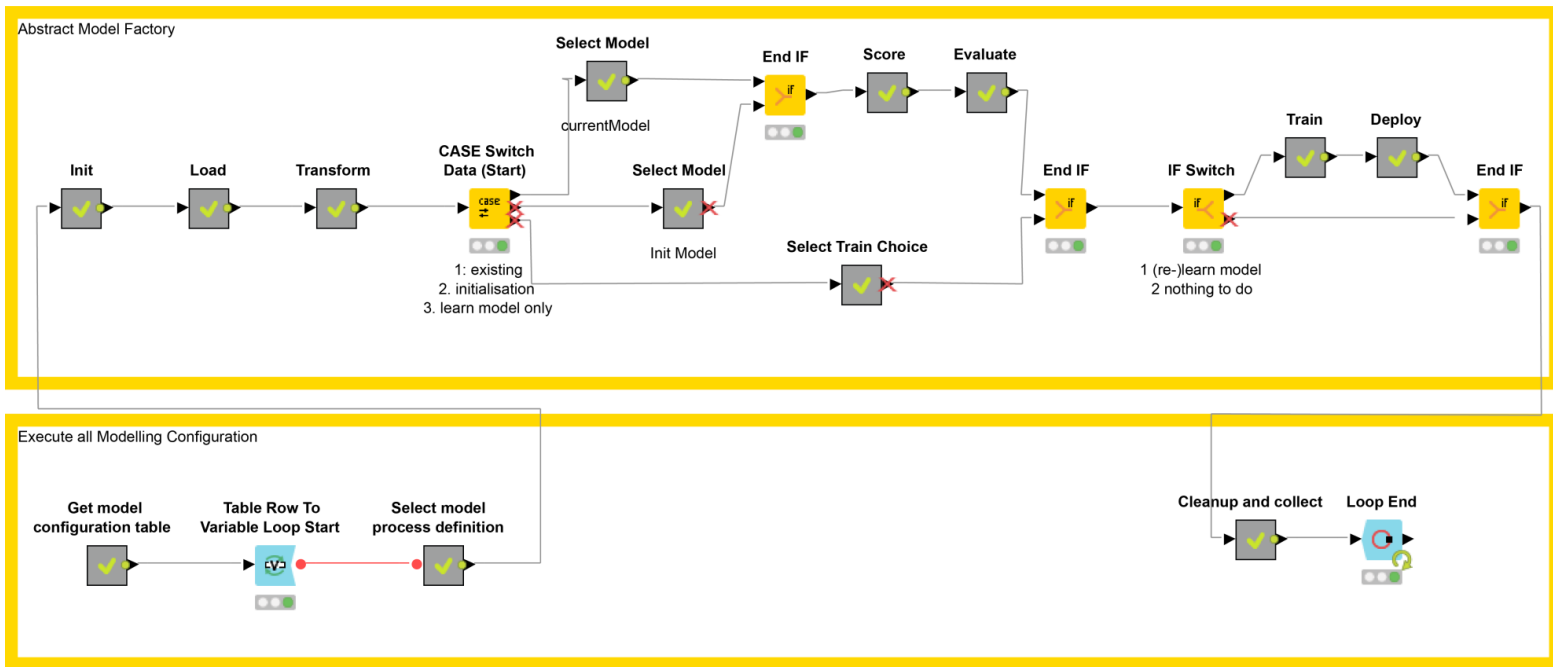 Abstract Model Factory
Select Model
currentModel
End IF
Score
Evaluate
Init
Load
Transform
CASE Switch
Data (Start)
case
1: existing
2. initialisation
3. learn model only
Select Model
Init Model
Select Train Choice
if
End IF
if
IF Switch
if
1 (re-)learn model
2 nothing to do
Train
Deploy
End IF
if
Execute all Modelling Configuration
Get model
configuration table
Table Row To
Variable Loop Start
V
Select model
process definition
Cleanup and collect
Loop End